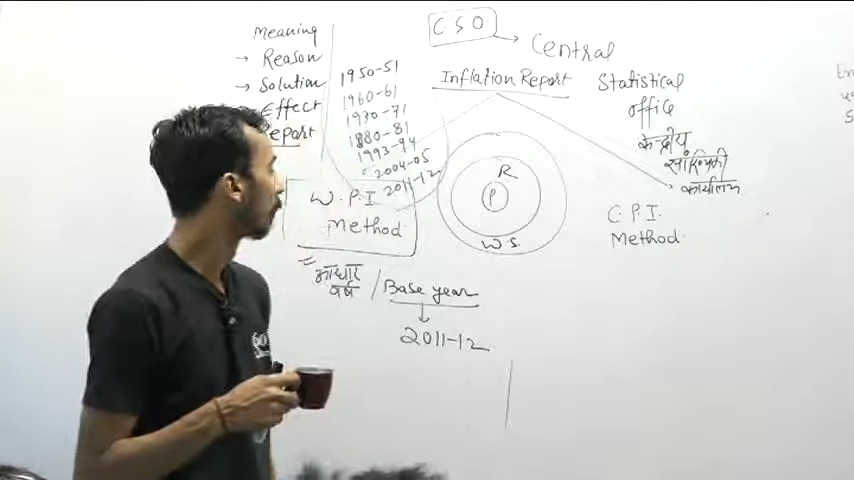 Meaning
→ Reason
→ Solution
Effect
Report
1950-51
1960-61
1970-71
1980-81
1993-94
2004-05
2011-12
CSO → Central
Statistical
office
केन्द्रीय
सांख्यिकी
कार्यालय
Inflation Report
W.P.I
Method
R
P
W S.
C.P.I.
Method
आधार
वर्ष / Base year
2011-12